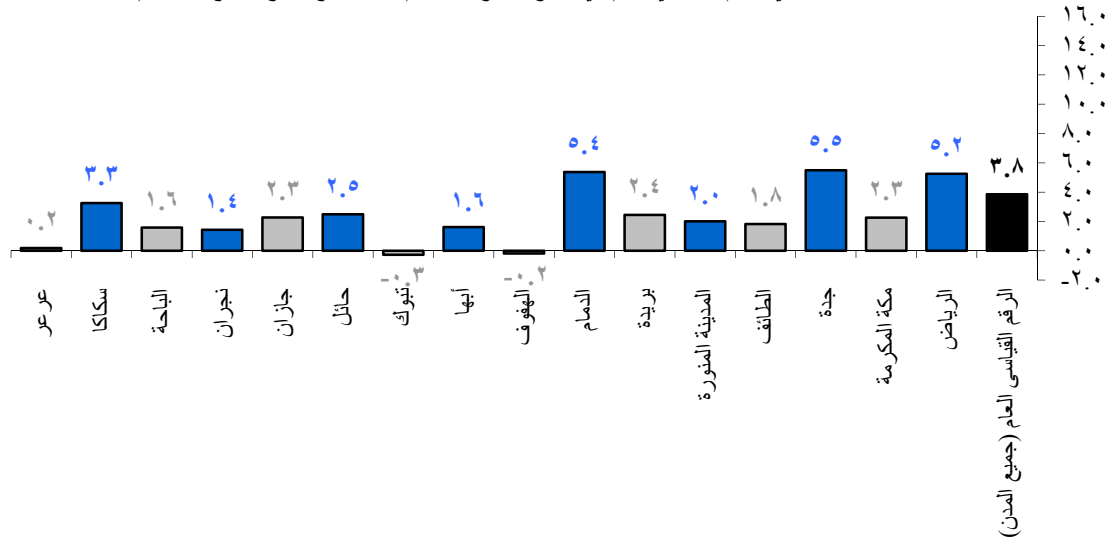 ١٦.٠
١٤.٠
١٢.٠
١٠.٠
٨.٠
٦.٠
٤.٠
٢.٠
٠.٠
-٢.٠
٣.٨
٥.٢
٢.٣
٥.٥
١.٨
٢.٠
٢.٤
٥.٤
-٠.٢
١.٦
-٠.٣
٢.٥
٢.٣
١.٤
١.٦
٣.٣
٠.٢
الرقم القياسى العام (جميع المدن)
الرياض
مكة المكرمة
جدة
الطائف
المدينة المنورة
بريدة
الدمام
الهفوف
أبها
تبوك
حائل
جازان
نجران
الباحة
سكاكا
عرعر